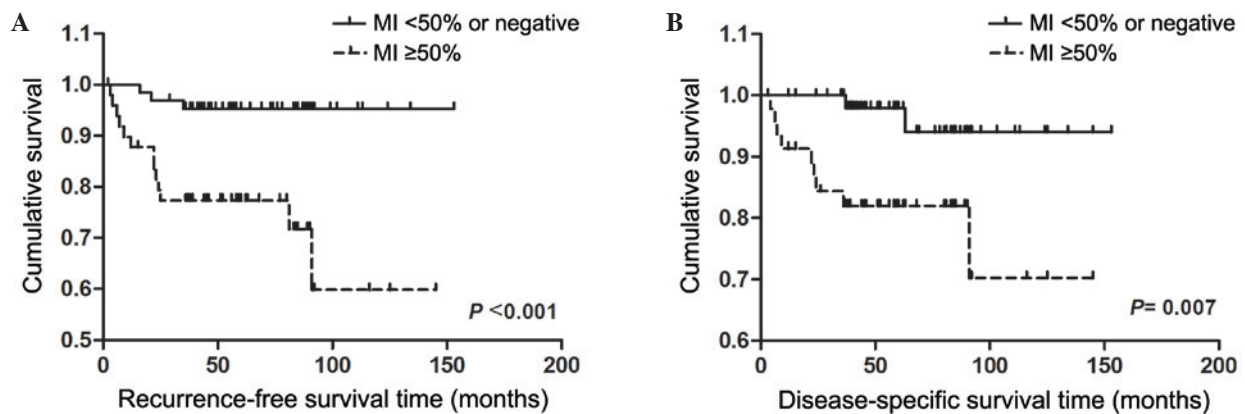 A
MI <50% or negative
MI ≥50%
1.1
1.0
0.9
0.8
0.7
0.6
0.5
Cumulative survival
P <0.001
0 50 100 150 200
Recurrence-free survival time (months)
B
MI <50% or negative
MI ≥50%
1.1
1.0
0.9
0.8
0.7
0.6
Cumulative survival
P= 0.007
0 50 100 150 200
Disease-specific survival time (months)